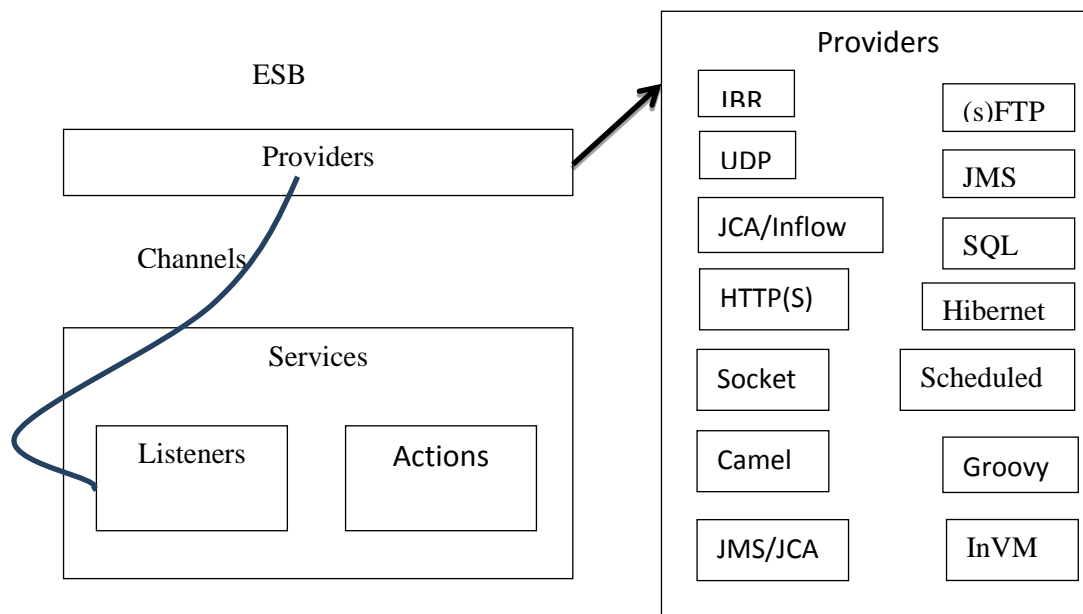 ESB
Providers
Channels
Services
Listeners
Actions
Providers
(s)FTP
UDP
JMS
JCA/Inflow
SQL
HTTP(S)
Hibernet
Socket
Scheduled
Camel
Groovy
JMS/JCA
InVM